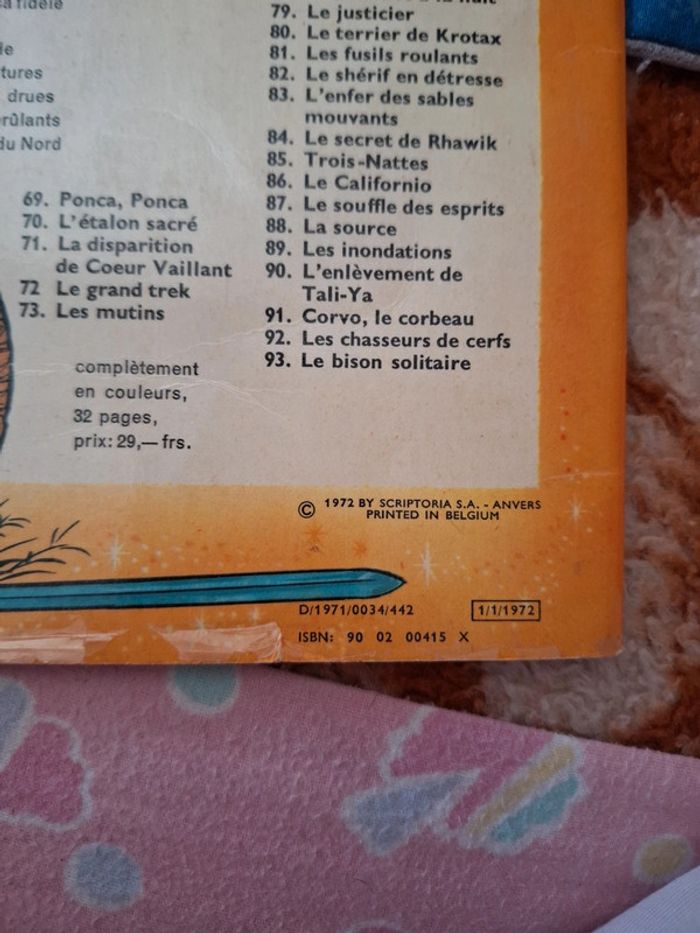 fidèle
tures
drues
du Nord
69. Ponca, Ponca
70. L'étalon sacré
71. La disparition
de Coeur Vaillant
72 Le grand trek
73. Les mutins
complètement
en couleurs,
32 pages,
prix: 29,— frs.
79. Le justicier
80. Le terrier de Krotax
81. Les fusils roulants
82. Le shérif en détresse
83. L'enfer des sables
mouvants
84. Le secret de Rhawik
85. Trois-Nattes
86. Le Californio
87. Le souffle des esprits
88. La source
89. Les inondations
90. L'enlèvement de
Tali-Ya
91. Corvo, le corbeau
92. Les chasseurs de cerfs
93. Le bison solitaire
© 1972 BY SCRIPTORIA S.A. - ANVERS
PRINTED IN BELGIUM
D/1971/0034/442 1/1/1972
ISBN: 90 02 00415 X